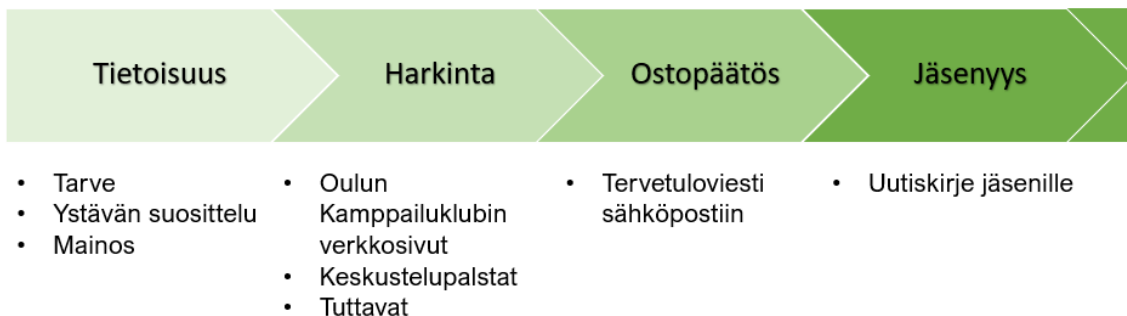 Tietoisuus
Harkinta
Ostopäätös
Jäsenyys
• Tarve
• Ystävän suosittelu
• Mainos
• Oulun
Kamppailuklubin
verkkosivut
• Keskustelupalstat
• Tuttavat
• Tervetuloviesti
sähköpostiin
• Uutiskirje jäsenille